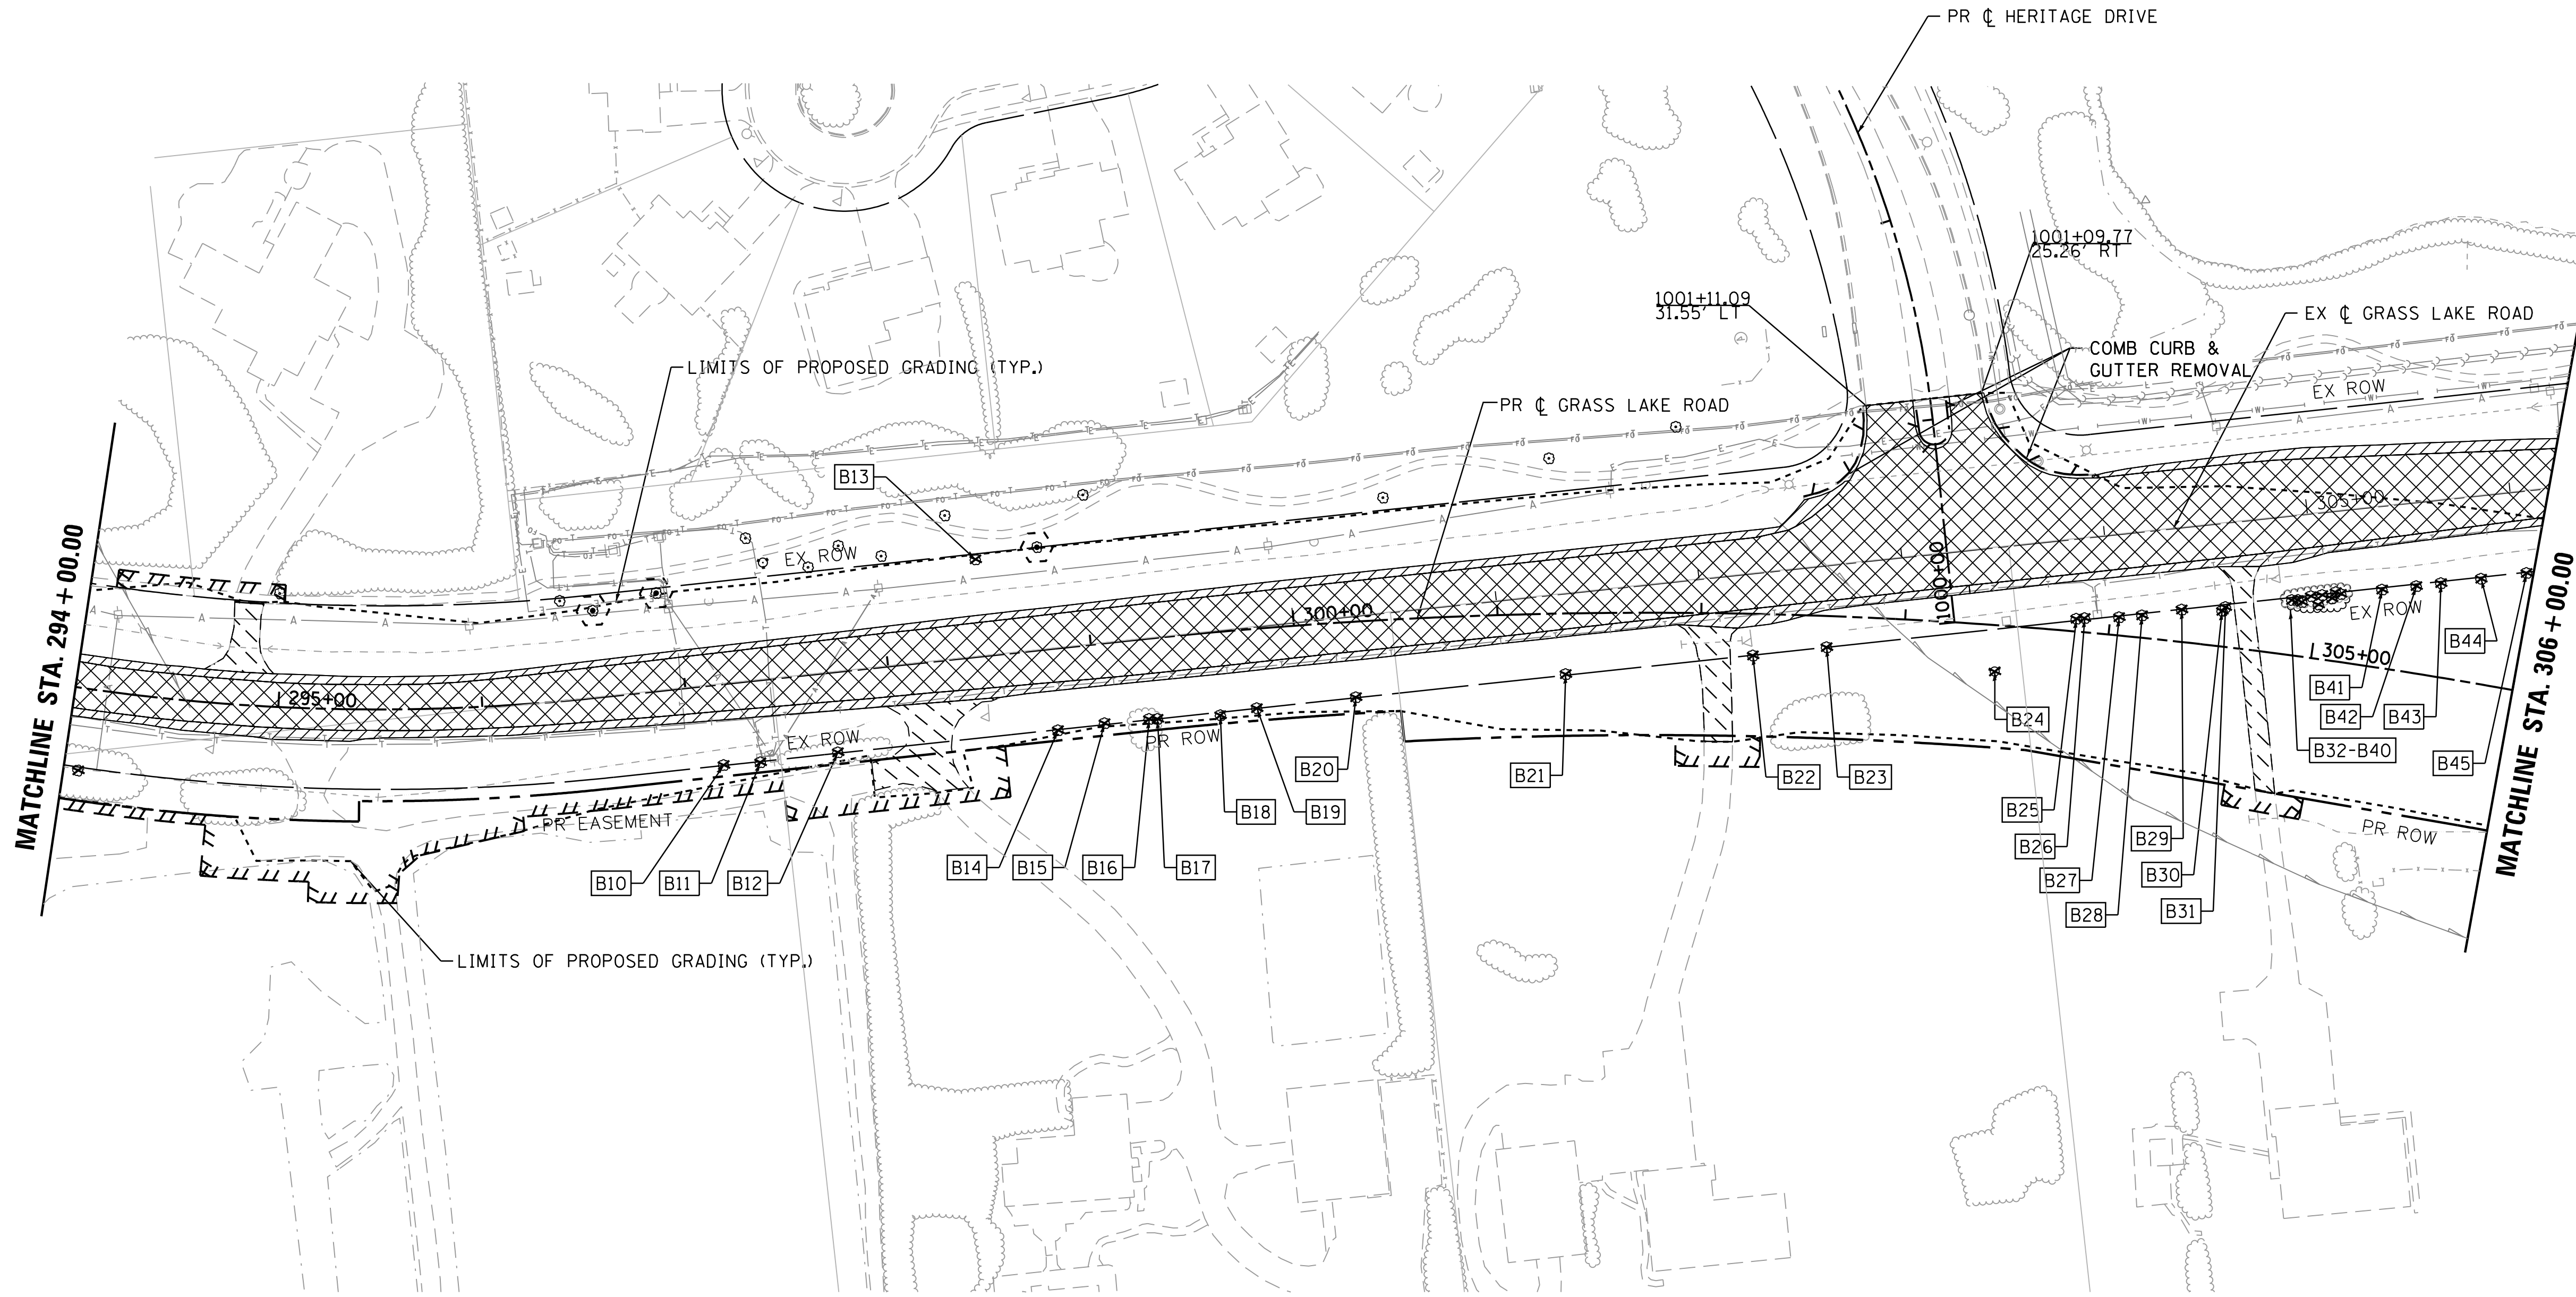 PR ℄ HERITAGE DRIVE
1001+09.77
25.26' RT
1001+11.09
31.55' LT
EX ℄ GRASS LAKE ROAD
COMB CURB &
GUTTER REMOVAL
LIMITS OF PROPOSED GRADING (TYP.)
EX ROW
PR ℄ GRASS LAKE ROAD
B13
305+00
EX ROW
MATCHLINE STA. 294+00.00
1000+00
300+00
EX ROW
B44
305+00
MATCHLINE STA. 306+00.00
B41
295+00
B42
B43
B24
EX ROW
PR ROW
B32-B40
B45
B20
B21
B22
B23
B18
B19
B25
PR EASEMENT
PR ROW
B29
B26
B14
B15
B16
B17
B30
B10
B11
B12
B27
B28
B31
LIMITS OF PROPOSED GRADING (TYP.)